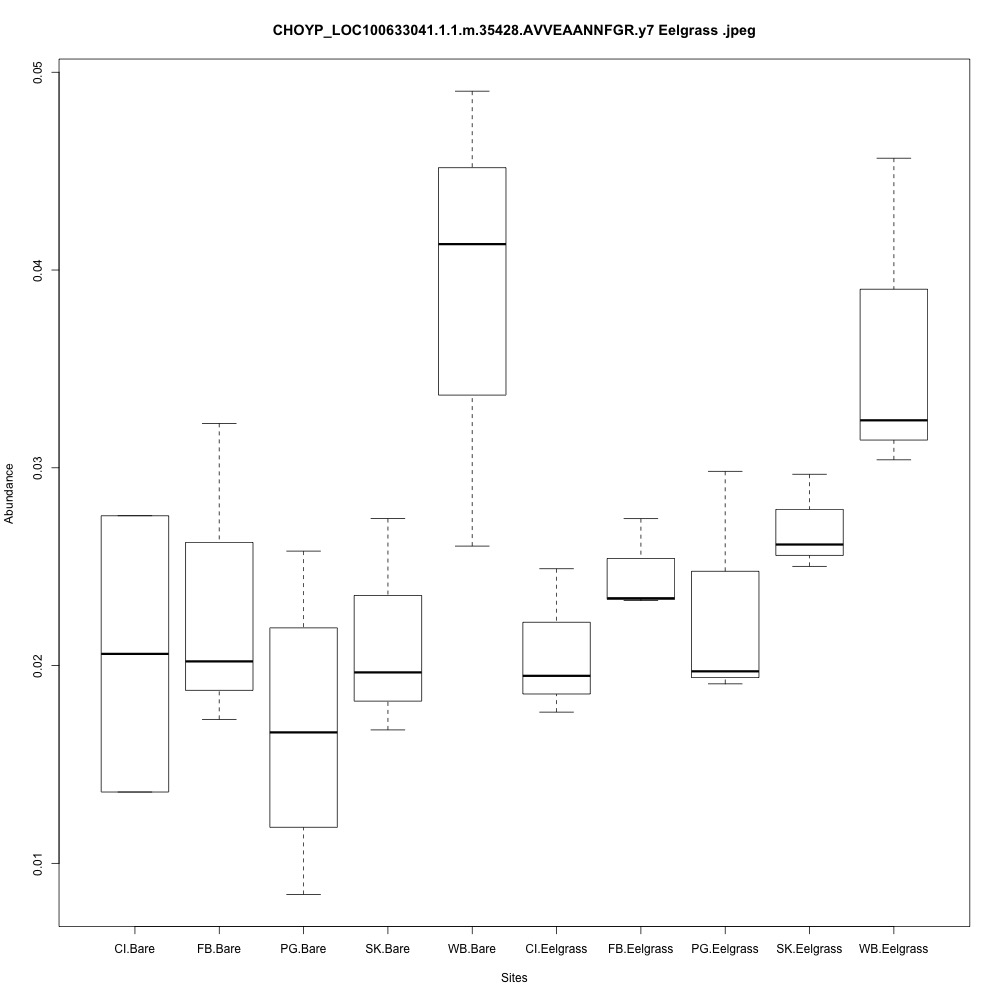 CHOYP_LOC100633041.1.1.m.35428.AVVEAANNFGR.y7 Eelgrass .jpeg
0.05
0.04
0.03
0.02
0.01
Abundance
CI.Bare FB.Bare PG.Bare SK.Bare WB.Bare CI.Eelgrass FB.Eelgrass PG.Eelgrass SK.Eelgrass WB.Eelgrass
Sites